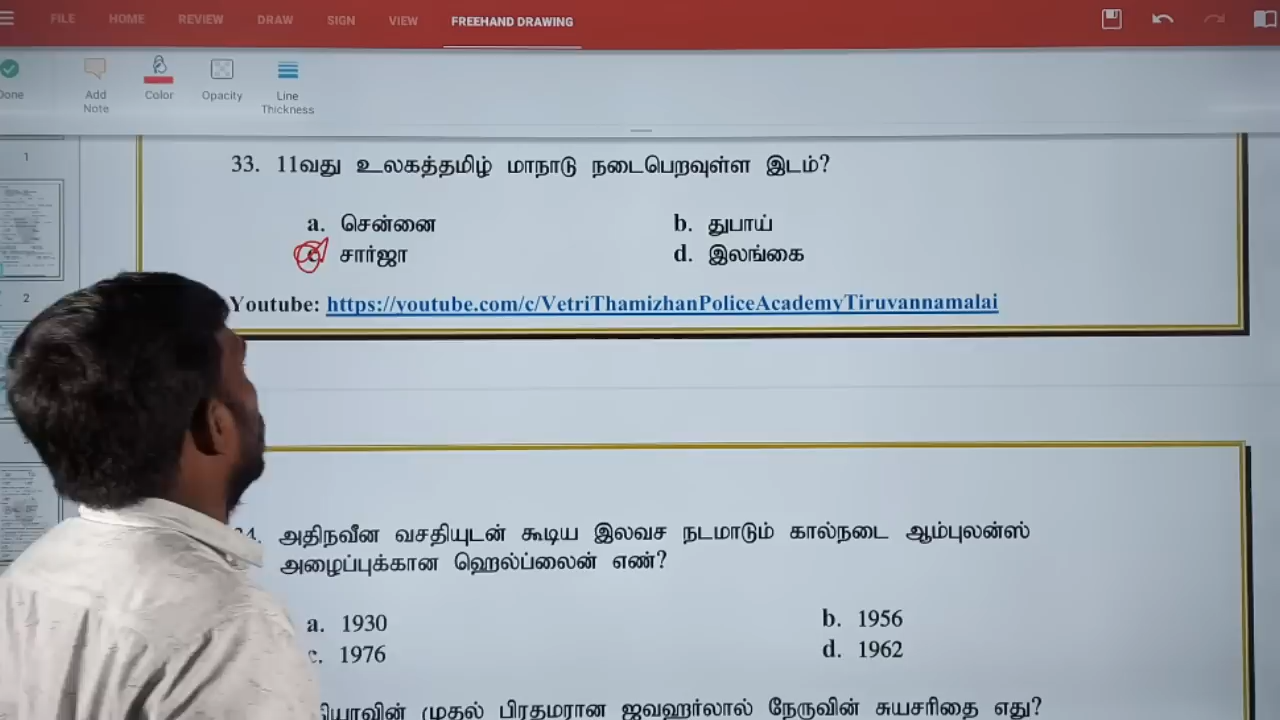 FILE HOME REVIEW DRAW SIGN VIEW FREEHAND DRAWING
Done Add Note Color Opacity Line Thickness
1
33. 11வது உலகத்தமிழ் மாநாடு நடைபெறவுள்ள இடம்?
a. சென்னை b. துபாய்
சார்ஜா d. இலங்கை
2
Youtube: https://youtube.com/c/VetriThamizhanPoliceAcademyTiruvannamalai
அதிநவீன வசதியுடன் கூடிய இலவச நடமாடும் கால்நடை ஆம்புலன்ஸ்
அழைப்புக்கான ஹெல்ப்லைன் எண்?
a. 1930 b. 1956
c. 1976 d. 1962
முதல் பிரதமரான ஜவஹர்லால் நேருவின் சுயசரிதை எது?